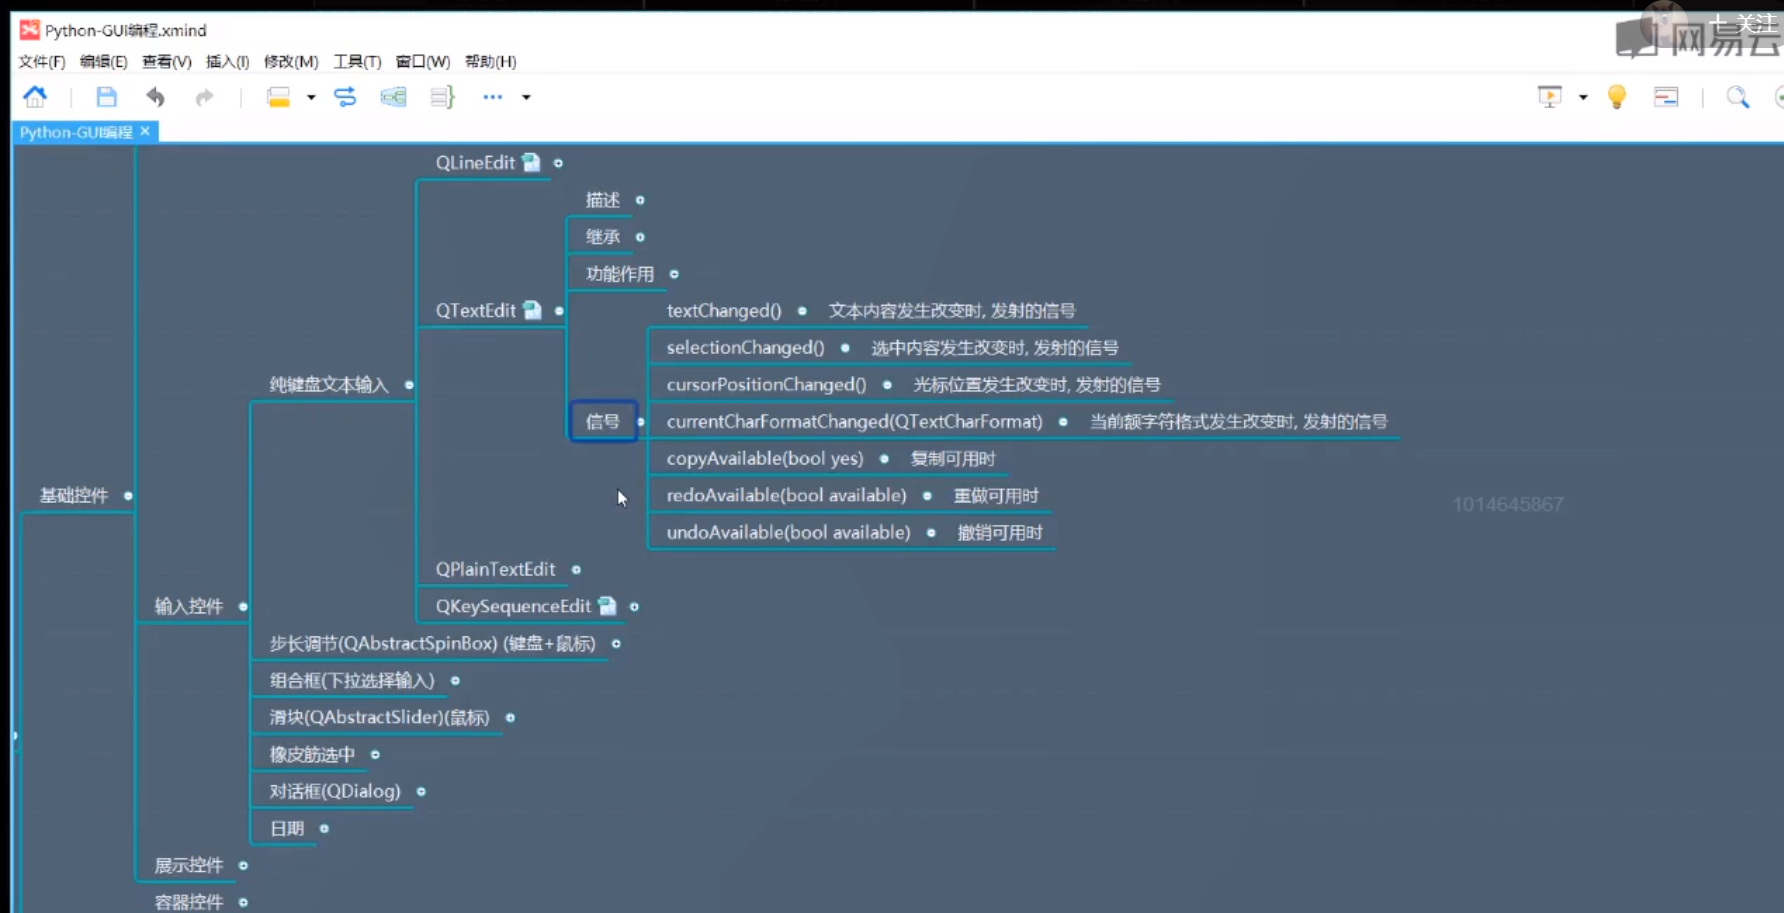 Python-GUI编程.xmind
+ 关注
网易云
文件(F) 编辑(E) 查看(V) 插入(I) 修改(M) 工具(T) 窗口(W) 帮助(H)
Python-GUI编程 ×
QLineEdit
描述
继承
功能作用
QTextEdit
textChanged() 文本内容发生改变时, 发射的信号
selectionChanged() 选中内容发生改变时, 发射的信号
纯键盘文本输入
cursorPositionChanged() 光标位置发生改变时, 发射的信号
信号
currentCharFormatChanged(QTextCharFormat) 当前额字符格式发生改变时, 发射的信号
copyAvailable(bool yes) 复制可用时
基础控件
redoAvailable(bool available) 重做可用时
1014645867
undoAvailable(bool available) 撤销可用时
QPlainTextEdit
输入控件
QKeySequenceEdit
步长调节(QAbstractSpinBox) (键盘+鼠标)
组合框(下拉选择输入)
滑块(QAbstractSlider)(鼠标)
橡皮筋选中
对话框(QDialog)
日期
展示控件
容器控件